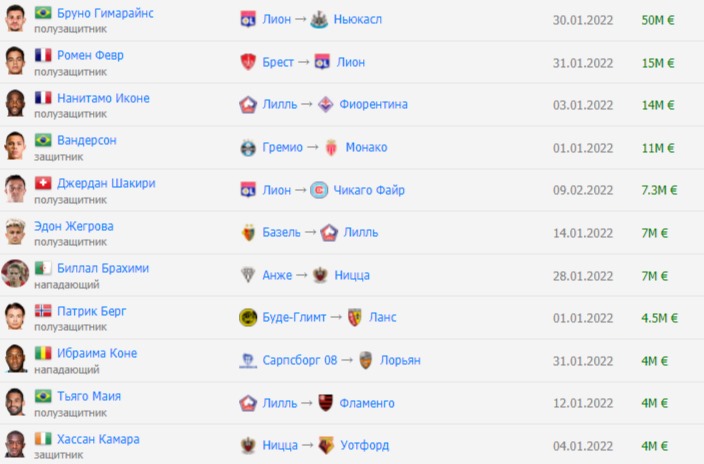 Бруно Гимарайнс Лион → Ньюкасл 30.01.2022 50M €
полузащитник
Ромен Февр Брест → Лион 31.01.2022 15M €
полузащитник
Нанитамо Иконе Лилль → Фиорентина 03.01.2022 14M €
полузащитник
Вандерсон Гремио → Монако 01.01.2022 11M €
защитник
Джердан Шакири Лион → Чикаго Файр 09.02.2022 7.3M €
полузащитник
Эдон Жегрова Базель → Лилль 14.01.2022 7M €
полузащитник
Биллал Брахими Анже → Ницца 28.01.2022 7M €
нападающий
Патрик Берг Буде-Глимт → Ланс 01.01.2022 4.5M €
полузащитник
Ибраима Коне Сарпсборг 08 → Лорьян 31.01.2022 4M €
нападающий
Тьяго Маия Лилль → Фламенго 12.01.2022 4M €
полузащитник
Хассан Камара Ницца → Уотфорд 04.01.2022 4M €
защитник